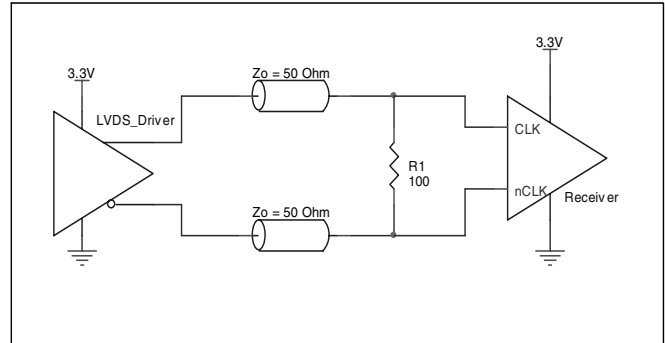 3.3V
LVDS_Driver
Zo = 50 Ohm
Zo = 50 Ohm
R1
100
3.3V
CLK
nCLK
Receiver